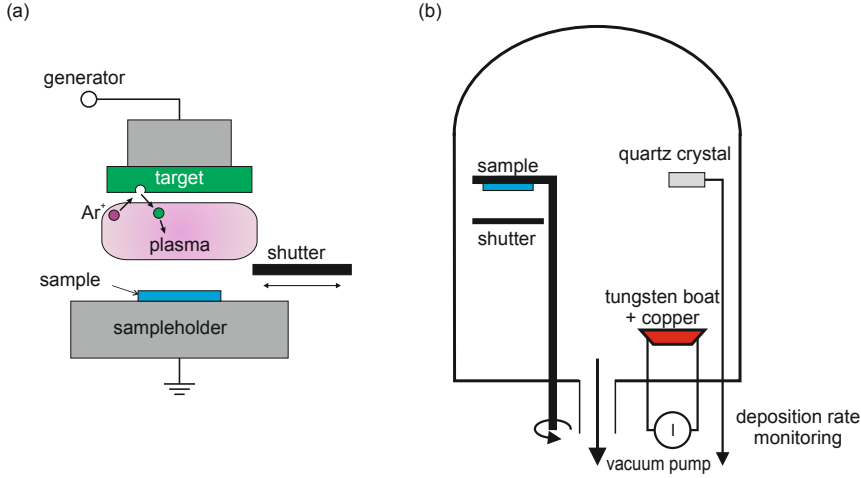 (a)
generator
target
Ar+
plasma
shutter
sample
sampleholder
(b)
sample
quartz crystal
shutter
tungsten boat
+ copper
I
deposition rate
monitoring
vacuum pump